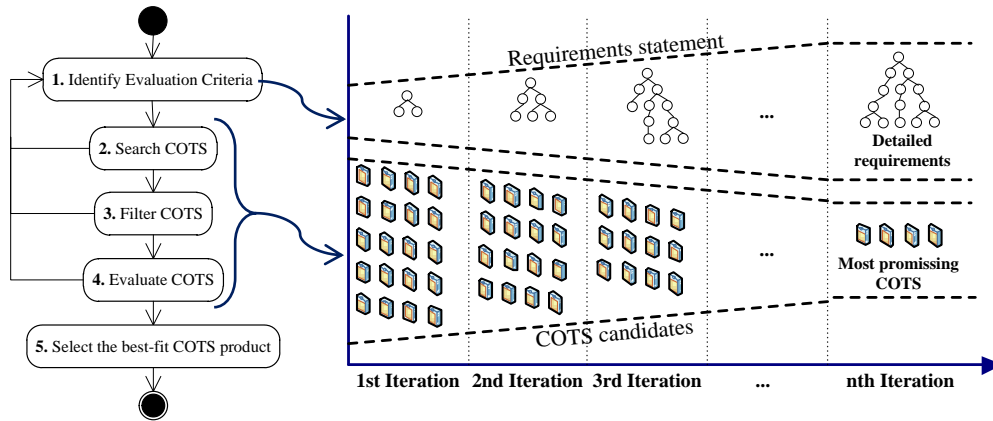 1. Identify Evaluation Criteria
2. Search COTS
3. Filter COTS
4. Evaluate COTS
5. Select the best-fit COTS product
Requirements statement
...
Detailed
requirements
...
Most promissing
COTS
COTS candidates
1st Iteration
2nd Iteration
3rd Iteration
...
nth Iteration